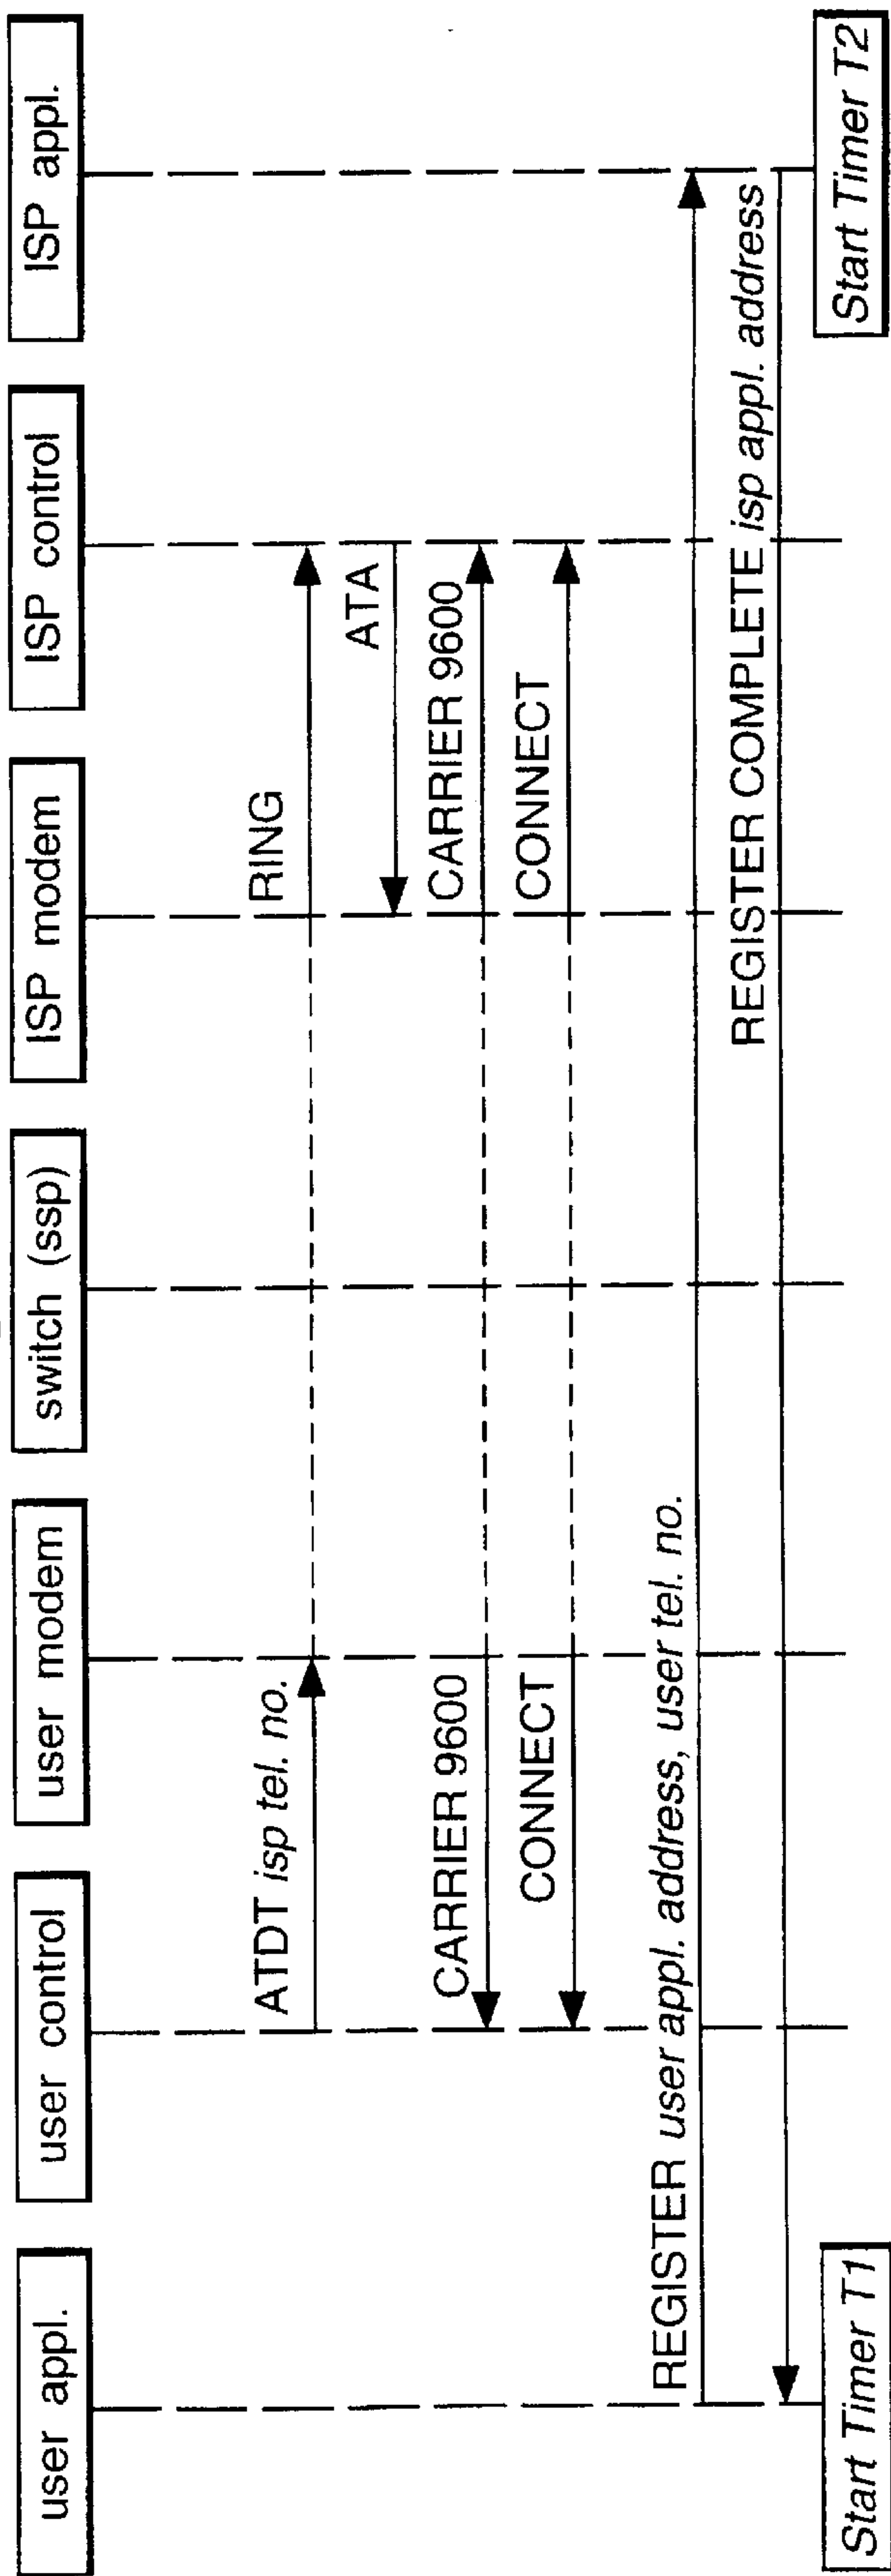 user appl.
user control
user modem
switch (ssp)
ISP modem
ISP control
ISP appl.
ATDT isp tel. no.
RING
ATA
CARRIER 9600
CARRIER 9600
CONNECT
CONNECT
REGISTER user appl. address, user tel. no.
REGISTER COMPLETE isp appl. address
Start Timer T1
Start Timer T2